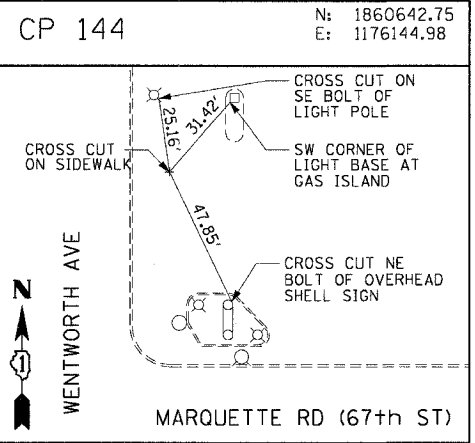 CP 144
N: 1860642.75
E: 1176144.98
CROSS CUT ON
SE BOLT OF
LIGHT POLE
25.16'
31.42'
CROSS CUT
ON SIDEWALK
SW CORNER OF
LIGHT BASE AT
GAS ISLAND
47.85'
CROSS CUT NE
BOLT OF OVERHEAD
SHELL SIGN
WENTWORTH AVE
N
1
MARQUETTE RD (67th ST)